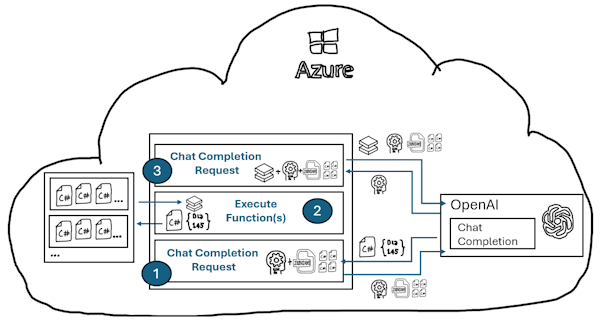 Azure
3
Chat Completion
Request
+
+
C# C# C# ...
C# C# C#...
...
Execute
Function(s)
2
C#
OpenAI
Chat
Completion
C#
Chat Completion
Request
+
1